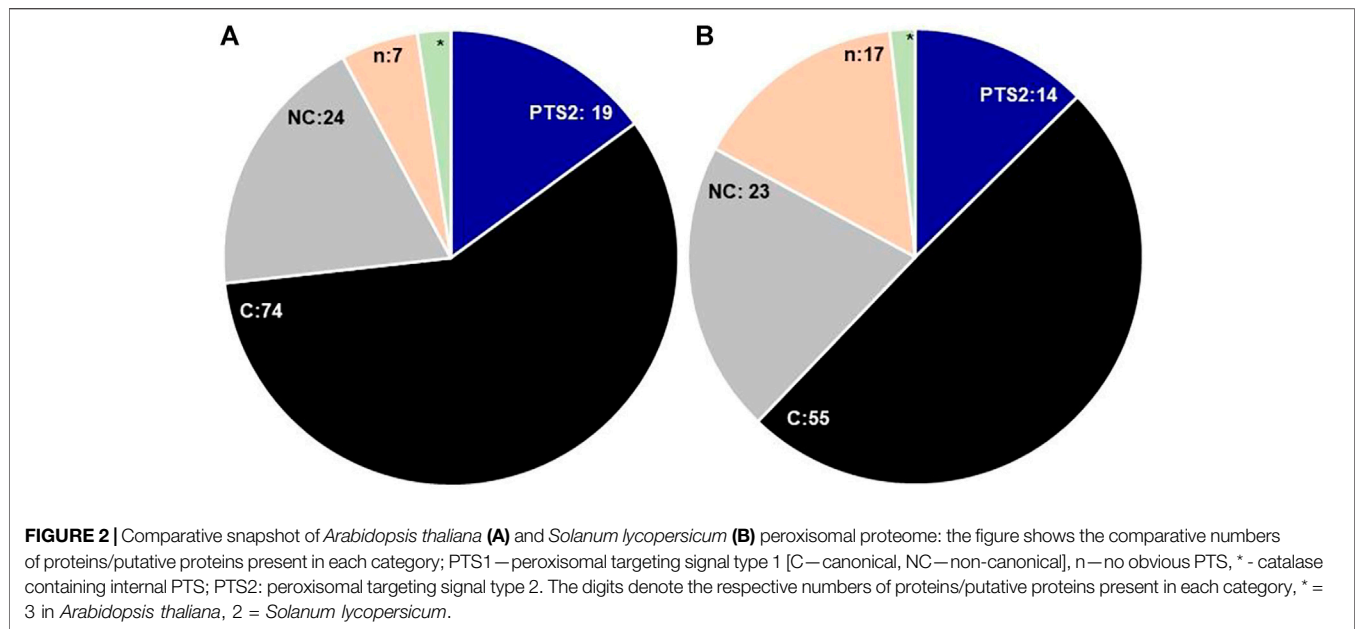 A
B
*
n:7
PTS2: 19
NC:24
C:74
*
n:17
PTS2:14
NC: 23
C:55
FIGURE 2 | Comparative snapshot of Arabidopsis thaliana (A) and Solanum lycopersicum (B) peroxisomal proteome: the figure shows the comparative numbers
of proteins/putative proteins present in each category; PTS1—peroxisomal targeting signal type 1 [C—canonical, NC—non-canonical], n—no obvious PTS, * - catalase
containing internal PTS; PTS2: peroxisomal targeting signal type 2. The digits denote the respective numbers of proteins/putative proteins present in each category, * =
3 in Arabidopsis thaliana, 2 = Solanum lycopersicum.